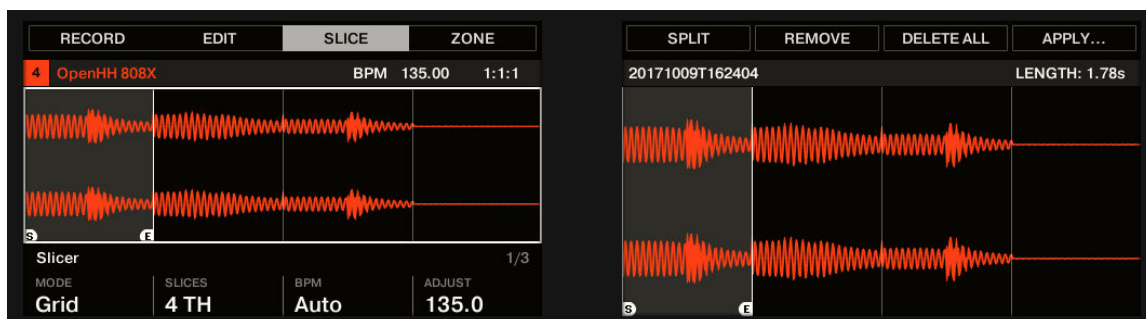 RECORD EDIT SLICE ZONE
4 OpenHH 808X BPM 135.00 1:1:1
S E
Slicer 1/3
MODE SLICES BPM ADJUST
Grid 4 TH Auto 135.0
SPLIT REMOVE DELETE ALL APPLY...
20171009T162404 LENGTH: 1.78s
S E